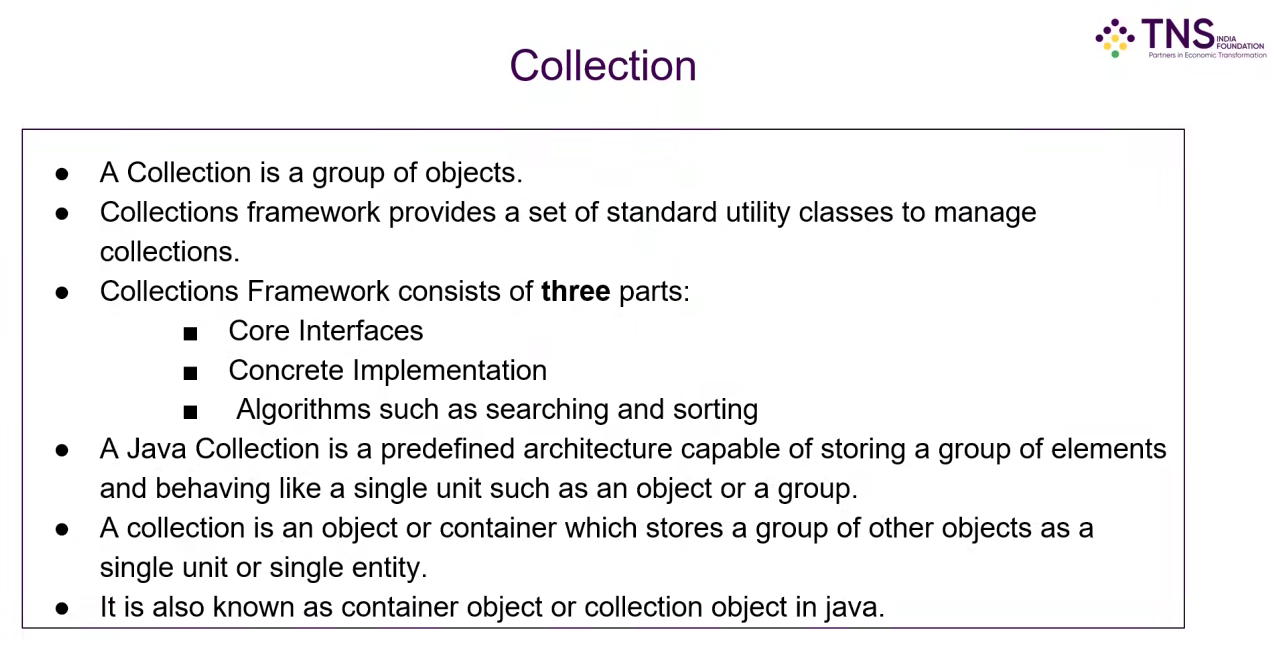 TNS
INDIA
FOUNDATION
Partners in Economic Transformation
Collection
● A Collection is a group of objects.
● Collections framework provides a set of standard utility classes to manage
collections.
● Collections Framework consists of three parts:
■ Core Interfaces
■ Concrete Implementation
■ Algorithms such as searching and sorting
● A Java Collection is a predefined architecture capable of storing a group of elements
and behaving like a single unit such as an object or a group.
● A collection is an object or container which stores a group of other objects as a
single unit or single entity.
● It is also known as container object or collection object in java.